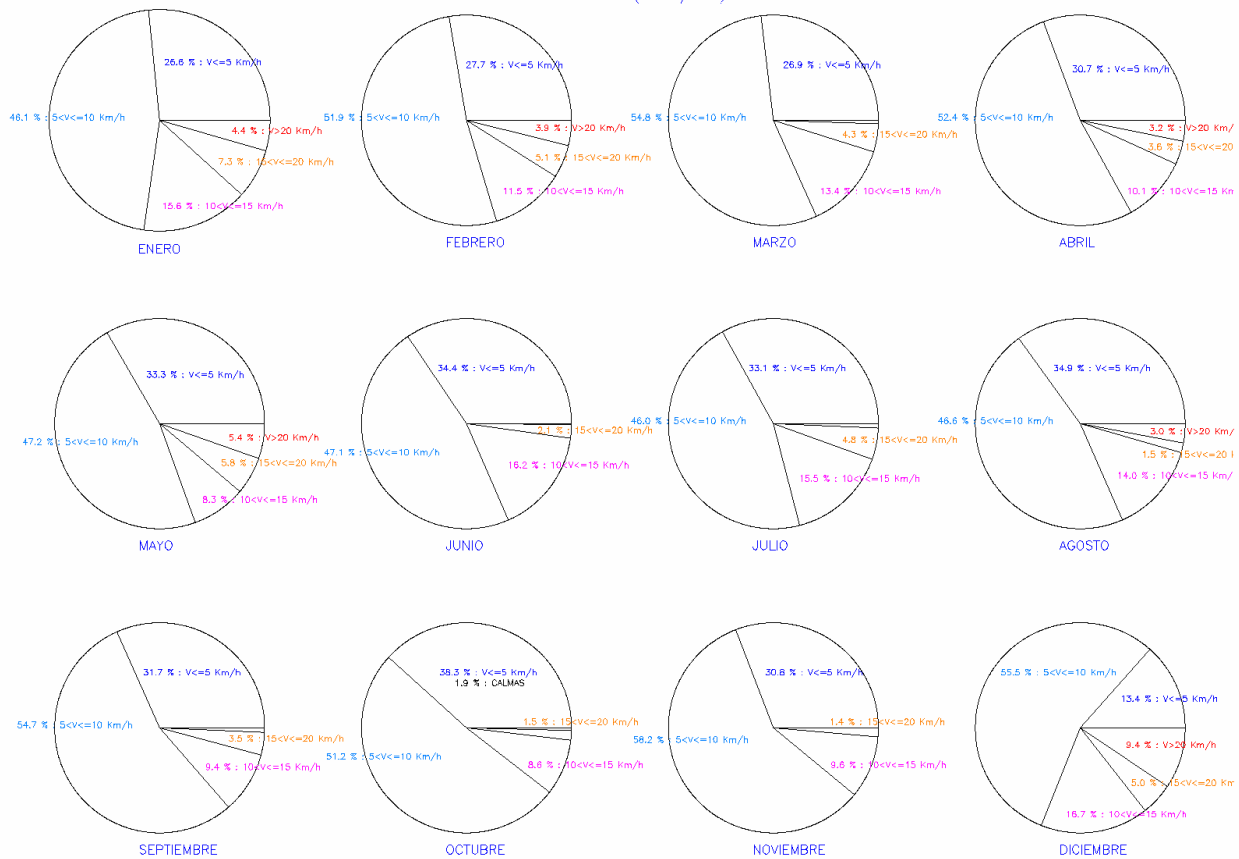 26.6 % : V<=5 Km/h
46.1 % : 5<V<=10 Km/h
4.4 % : V>20 Km/h
7.3 % : 15<V<=20 Km/h
15.6 % : 10<V<=15 Km/h
ENERO
27.7 % : V<=5 Km/h
51.9 % : 5<V<=10 Km/h
3.9 % : V>20 Km/h
5.1 % : 15<V<=20 Km/h
11.5 % : 10<V<=15 Km/h
FEBRERO
26.9 % : V<=5 Km/h
54.8 % : 5<V<=10 Km/h
4.3 % : 15<V<=20 Km/h
13.4 % : 10<V<=15 Km/h
MARZO
30.7 % : V<=5 Km/h
52.4 % : 5<V<=10 Km/h
3.2 % : V>20 Km/
3.6 % : 15<V<=20
10.1 % : 10<V<=15 Km
ABRIL
33.3 % : V<=5 Km/h
47.2 % : 5<V<=10 Km/h
5.4 % : V>20 Km/h
5.8 % : 15<V<=20 Km/h
8.3 % : 10<V<=15 Km/h
MAYO
34.4 % : V<=5 Km/h
2.1 % : 15<V<=20 Km/h
47.1 % : 5<V<=10 Km/h
16.2 % : 10<V<=15 Km/h
JUNIO
33.1 % : V<=5 Km/h
46.0 % : 5<V<=10 Km/h
4.8 % : 15<V<=20 Km/h
15.5 % : 10<V<=15 Km/h
JULIO
34.9 % : V<=5 Km/h
46.6 % : 5<V<=10 Km/h
3.0 % : V>20 Km/
1.5 % : 15<V<=20
14.0 % : 10<V<=15 Km/
AGOSTO
31.7 % : V<=5 Km/h
54.7 % : 5<V<=10 Km/h
3.5 % : 15<V<=20 Km/h
9.4 % : 10<V<=15 Km/h
SEPTIEMBRE
38.3 % : V<=5 Km/h
1.9 % : CALMAS
1.5 % : 15<V<=20 Km/h
51.2 % : 5<V<=10 Km/h
8.6 % : 10<V<=15 Km/h
OCTUBRE
30.8 % : V<=5 Km/h
1.4 % : 15<V<=20 Km/h
58.2 % : 5<V<=10 Km/h
9.6 % : 10<V<=15 Km/h
NOVIEMBRE
55.5 % : 5<V<=10 Km/h
13.4 % : V<=5 Km/h
9.4 % : V>20 Km/h
5.0 % : 15<V<=20 Km
16.7 % : 10<V<=15 Km/h
DICIEMBRE